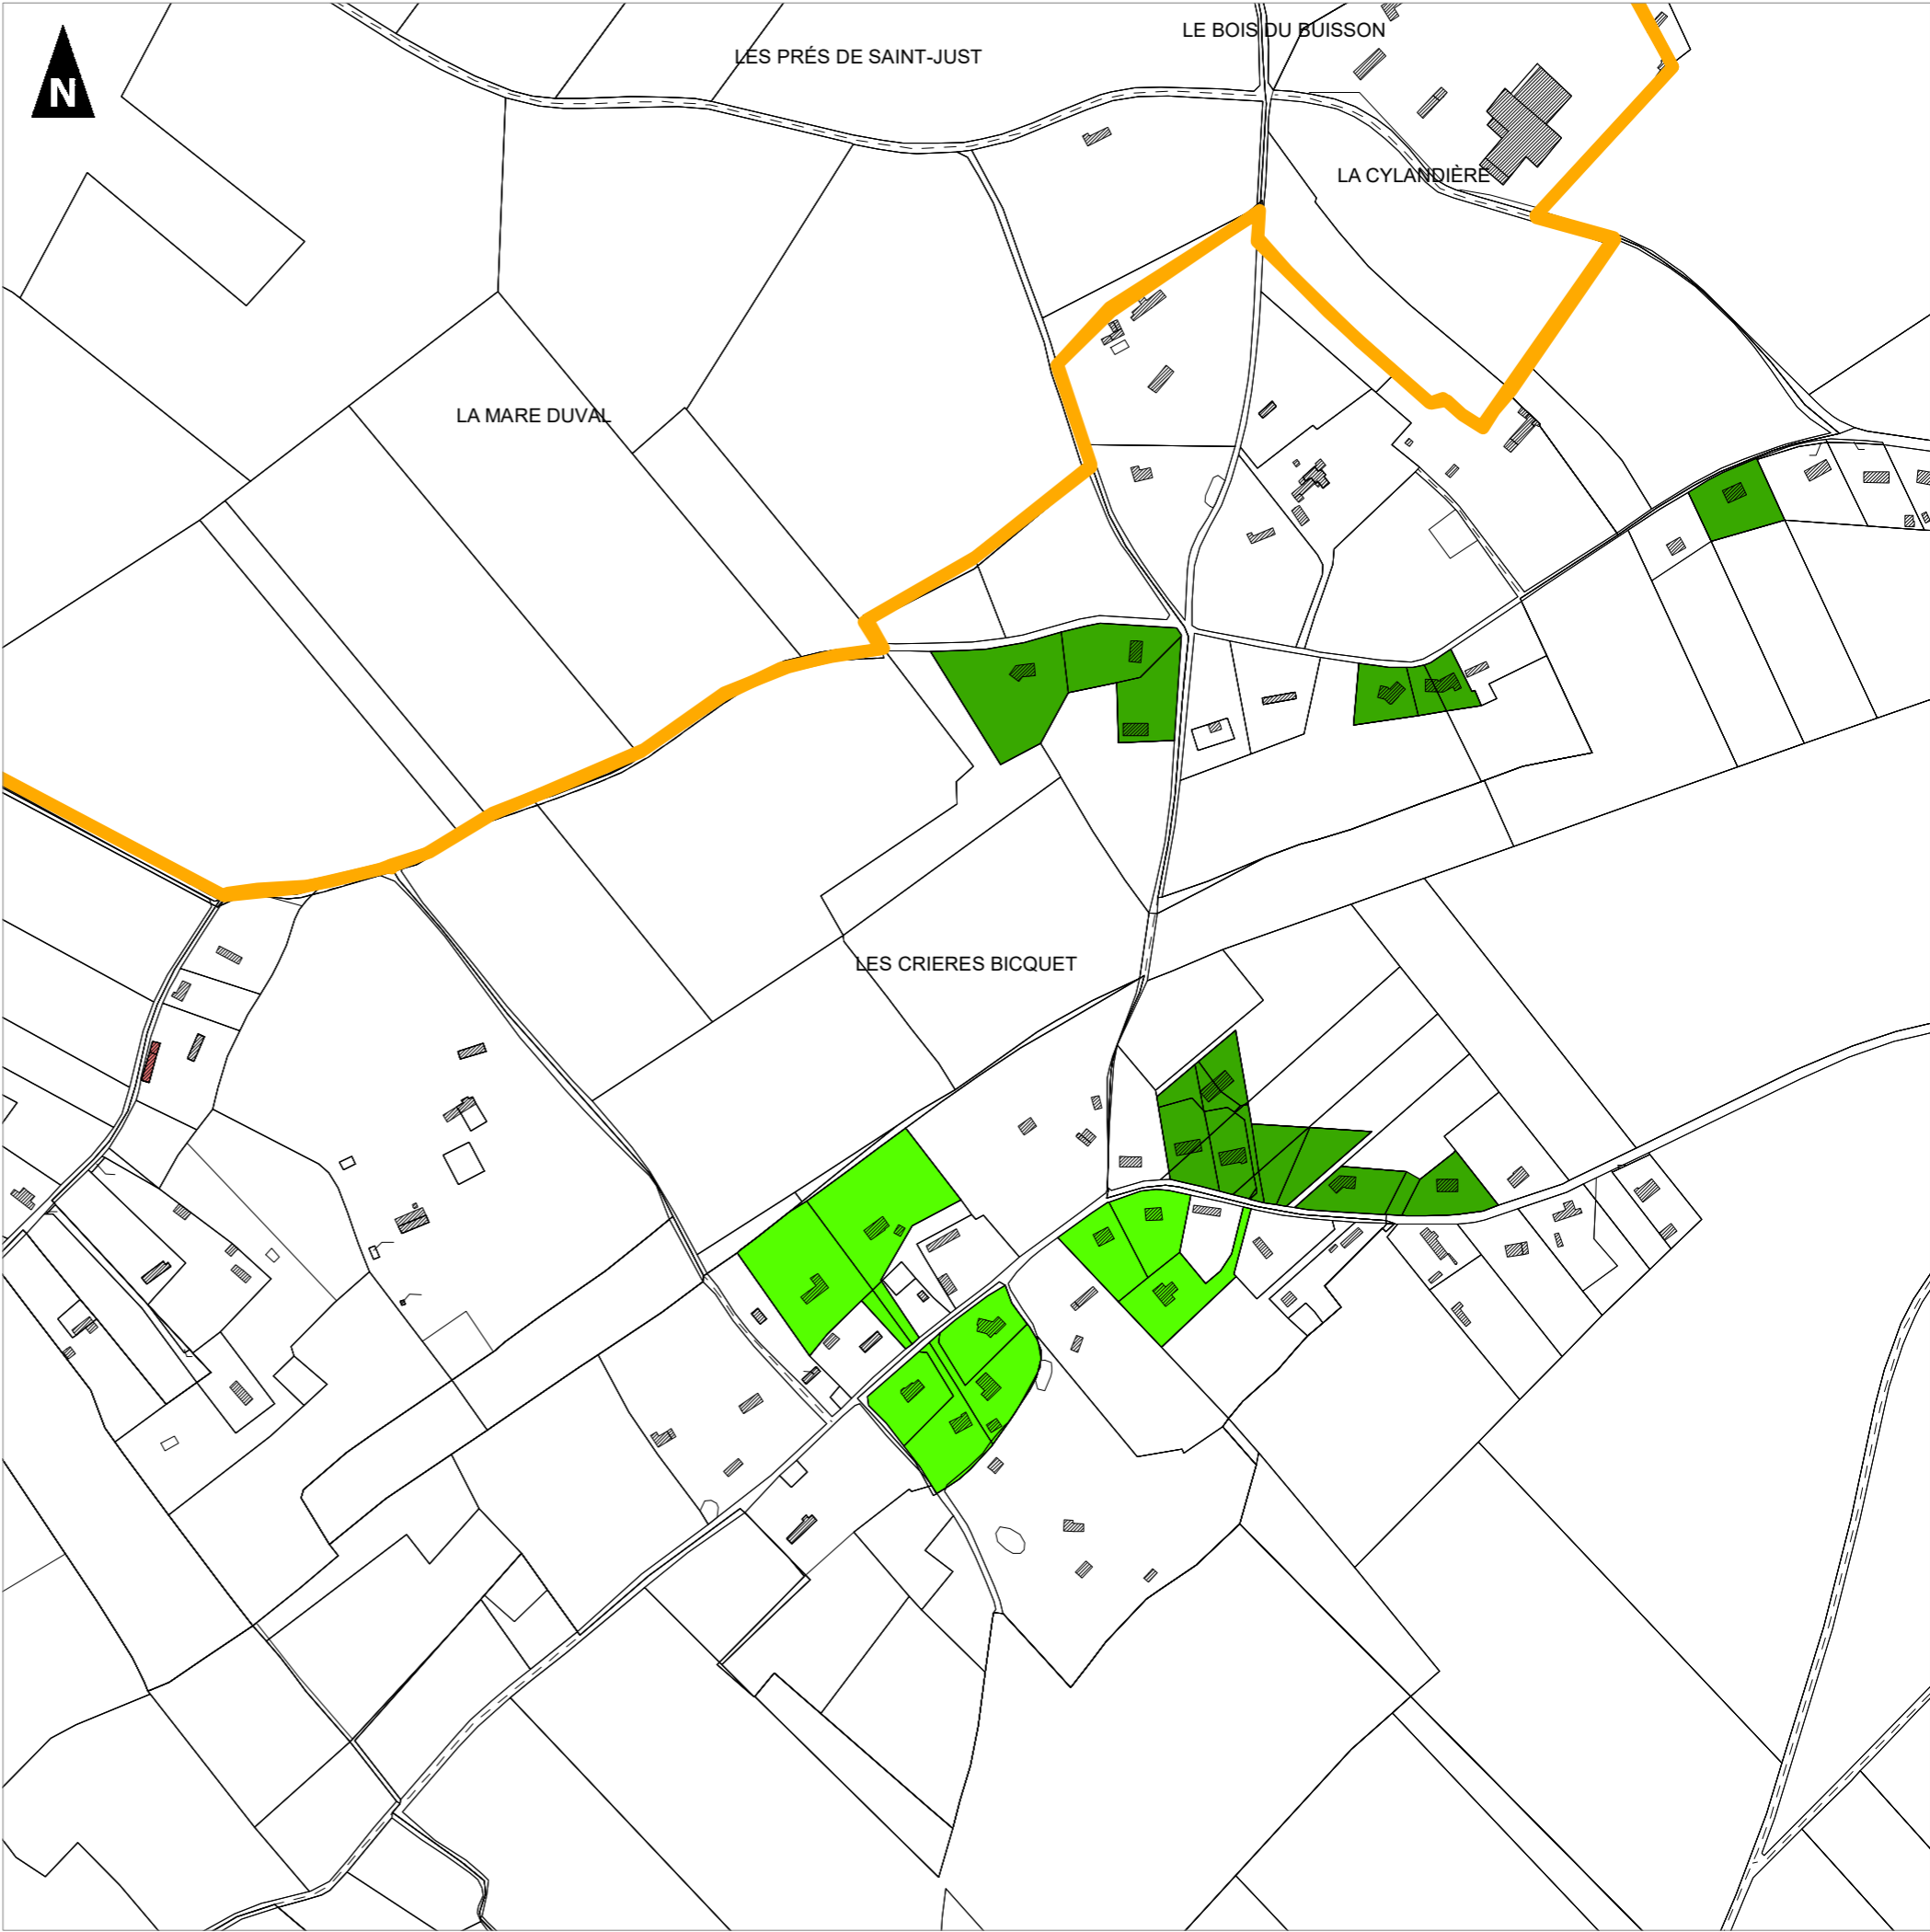 LE BOIS DU BUISSON
LES PRÉS DE SAINT-JUST
N
LA CYLANDIÈRE
LA MARE DUVAL
LES CRIERES BICQUET